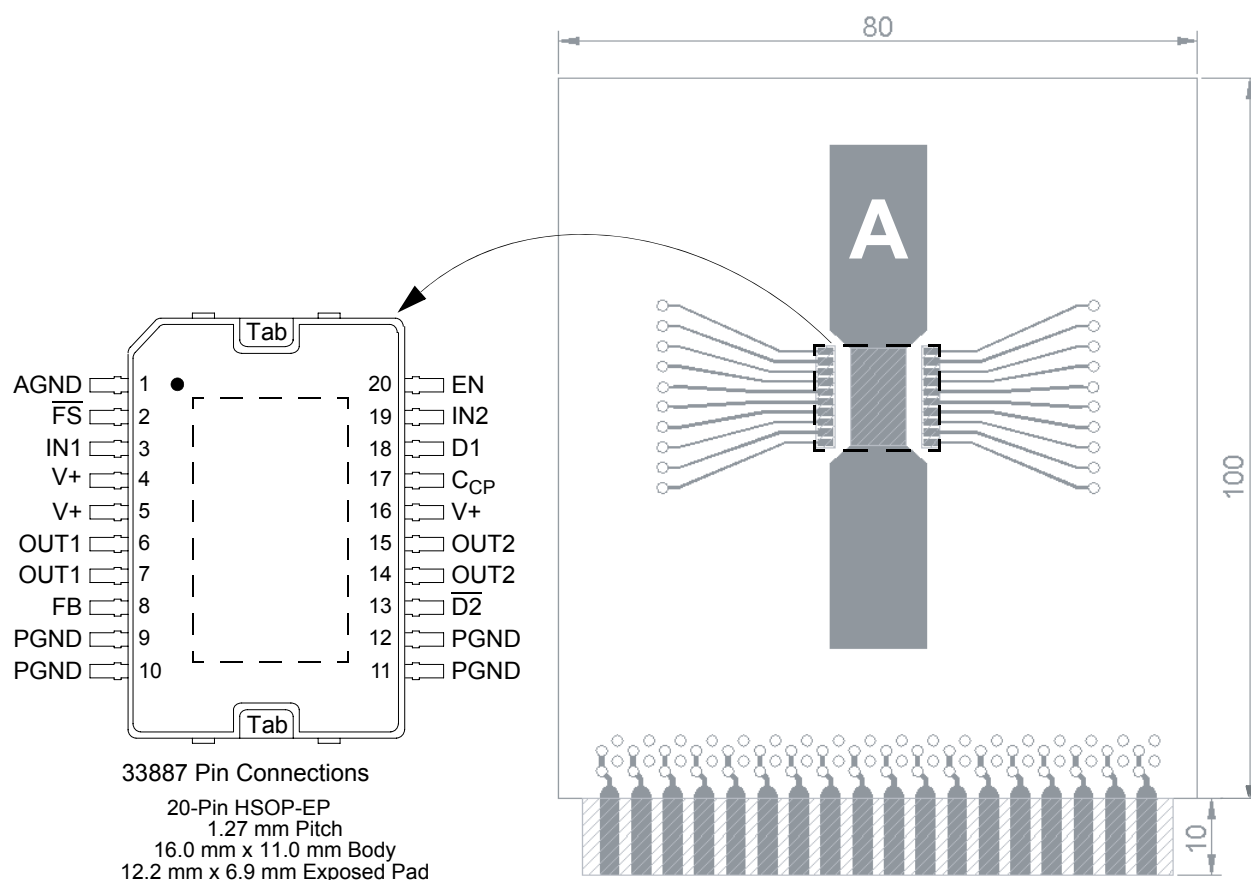 80
A
100
10
Tab
AGND 1 20 EN
F̅S̅ 2 19 IN2
IN1 3 18 D1
V+ 4 17 CCP
V+ 5 16 V+
OUT1 6 15 OUT2
OUT1 7 14 OUT2
FB 8 13 D̅2̅
PGND 9 12 PGND
PGND 10 11 PGND
Tab
33887 Pin Connections
20-Pin HSOP-EP
1.27 mm Pitch
16.0 mm x 11.0 mm Body
12.2 mm x 6.9 mm Exposed Pad